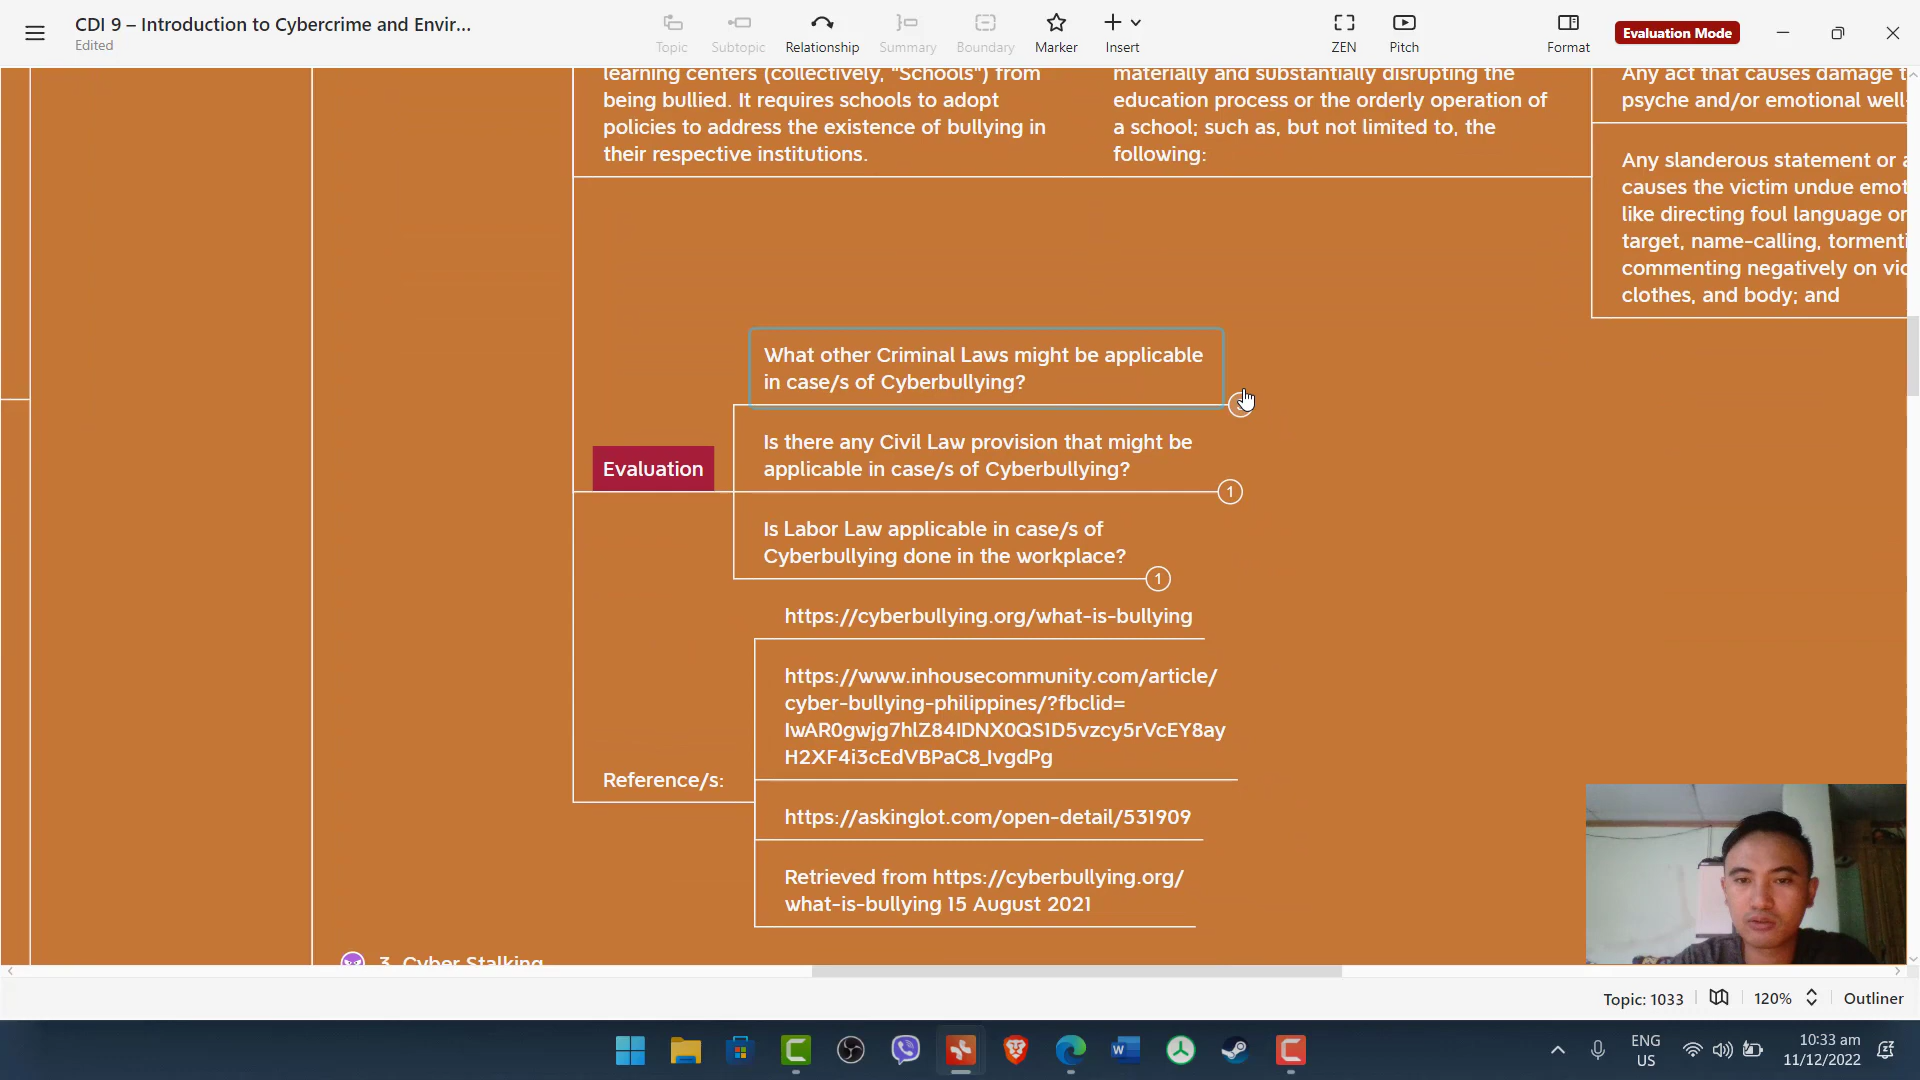 CDI 9 – Introduction to Cybercrime and Envir...
Edited
Topic
Subtopic
Relationship
Summary
Boundary
Marker
Insert
ZEN
Pitch
Format
Evaluation Mode
learning centers (collectively, "Schools") from
being bullied. It requires schools to adopt
policies to address the existence of bullying in
their respective institutions.
materially and substantially disrupting the
education process or the orderly operation of
a school; such as, but not limited to, the
following:
Any act that causes damage
psyche and/or emotional well-
Any slanderous statement or
causes the victim undue emot
like directing foul language or
target, name-calling, tormenti
commenting negatively on vic
clothes, and body; and
What other Criminal Laws might be applicable
in case/s of Cyberbullying?
Evaluation
Is there any Civil Law provision that might be
applicable in case/s of Cyberbullying?
1
Is Labor Law applicable in case/s of
Cyberbullying done in the workplace?
1
Reference/s:
https://cyberbullying.org/what-is-bullying
https://www.inhousecommunity.com/article/
cyber-bullying-philippines/?fbclid=
IwAR0gwjg7hlZ84IDNX0QS1D5vzcy5rVcEY8ay
H2XF4i3cEdVBPaC8_IvgdPg
https://askinglot.com/open-detail/531909
Retrieved from https://cyberbullying.org/
what-is-bullying 15 August 2021
3. Cyber Stalking
Topic: 1033
120%
Outliner
ENG
US
10:33 am
11/12/2022